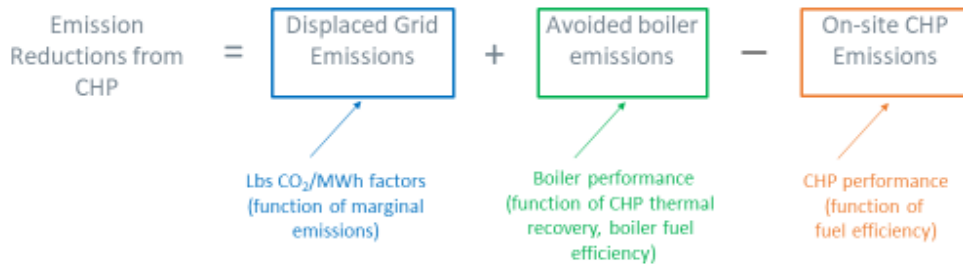 Emission
Reductions from
CHP
=
Displaced Grid
Emissions
+
Avoided boiler
emissions
−
On-site CHP
Emissions
Lbs CO₂/MWh factors
(function of marginal
emissions)
Boiler performance
(function of CHP thermal
recovery, boiler fuel
efficiency)
CHP performance
(function of
fuel efficiency)